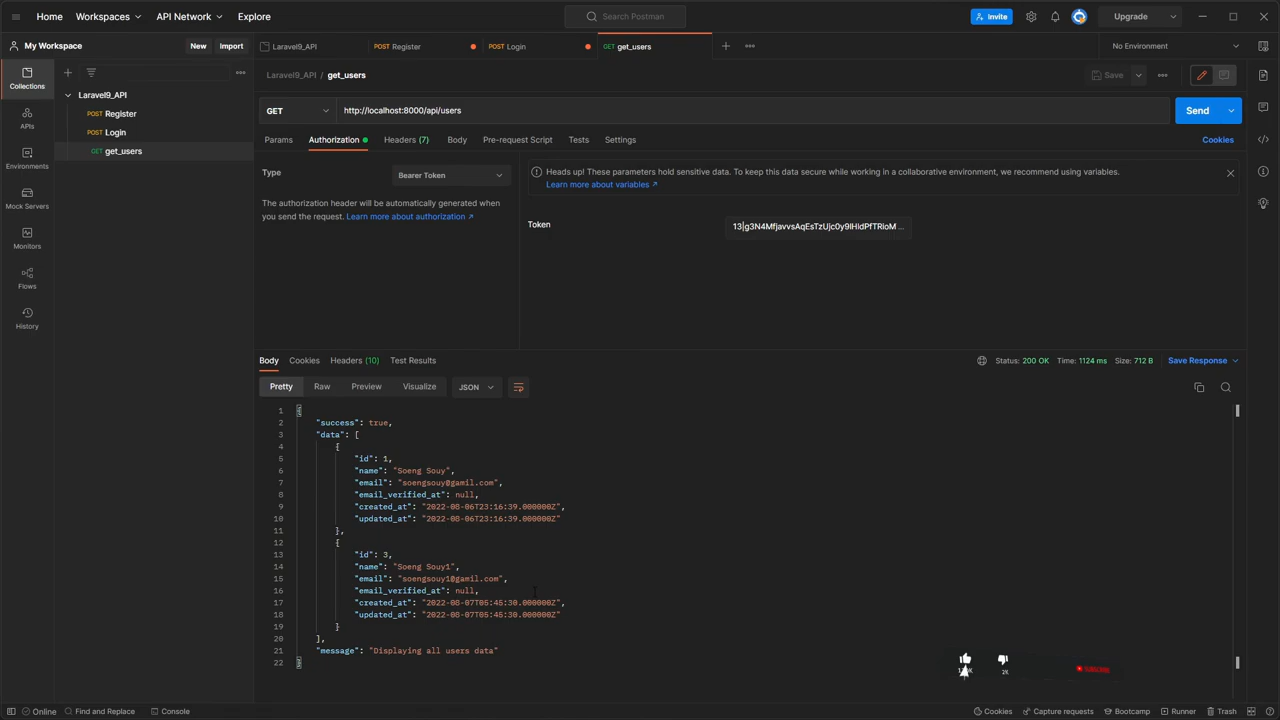 Home Workspaces API Network Explore Search Postman Invite Upgrade
My Workspace New Import Laravel9_API POST Register POST Login GET get_users No Environment
Collections
APIs
Environments
Mock Servers
Monitors
Flows
History
Laravel9_API
POST Register
POST Login
GET get_users
Laravel9_API / get_users Save
GET http://localhost:8000/api/users Send
Params Authorization Headers (7) Body Pre-request Script Tests Settings Cookies
Type Bearer Token
The authorization header will be automatically generated when
you send the request. Learn more about authorization ↗
Heads up! These parameters hold sensitive data. To keep this data secure while working in a collaborative environment, we recommend using variables.
Learn more about variables ↗
Token
Body Cookies Headers (10) Test Results Status: 200 OK Time: 1124 ms Size: 712 B Save Response
Pretty Raw Preview Visualize JSON
1 {
2 "success": true,
3 "data": [
4 {
5 "id": 1,
6 "name": "Soeng Souy",
7 "email": "soengsouy@gamil.com",
8 "email_verified_at": null,
9 "created_at": "2022-08-06T23:16:39.000000Z",
10 "updated_at": "2022-08-06T23:16:39.000000Z"
11 },
12 {
13 "id": 3,
14 "name": "Soeng Souy1",
15 "email": "soengsouy1@gamil.com",
16 "email_verified_at": null,
17 "created_at": "2022-08-07T05:45:30.000000Z",
18 "updated_at": "2022-08-07T05:45:30.000000Z"
19 }
20 ],
21 "message": "Displaying all users data"
22 }
2K
Online Find and Replace Console Cookies Capture requests Bootcamp Runner Trash